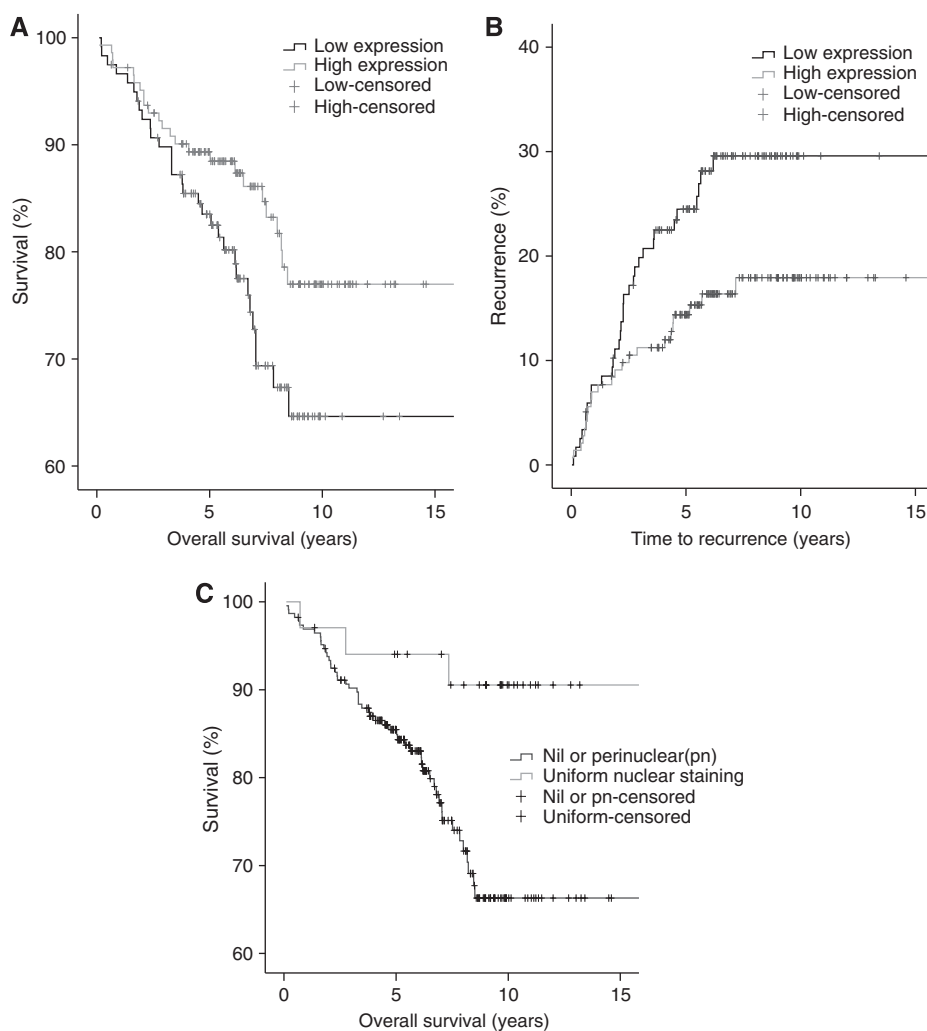 A
Survival (%)
100
90
80
70
60
Low expression
High expression
Low-censored
High-censored
0 5 10 15
Overall survival (years)
B
Recurrence (%)
40
30
20
10
0
Low expression
High expression
Low-censored
High-censored
0 5 10 15
Time to recurrence (years)
C
Survival (%)
100
90
80
70
60
Nil or perinuclear(pn)
Uniform nuclear staining
Nil or pn-censored
Uniform-censored
0 5 10 15
Overall survival (years)